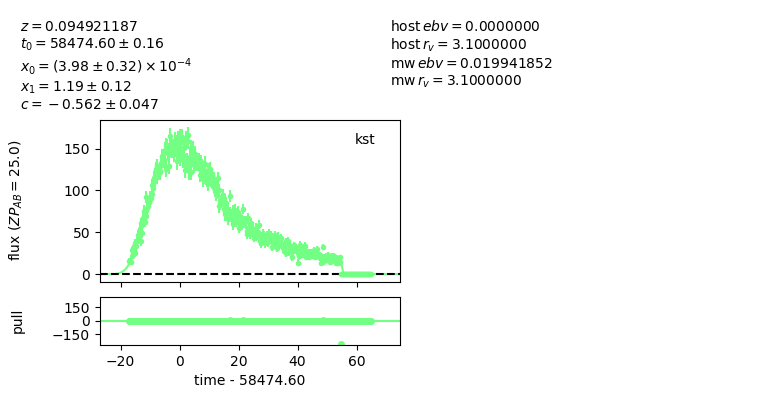 z = 0.094921187
t₀ = 58474.60 ± 0.16
x₀ = (3.98 ± 0.32) × 10⁻⁴
x₁ = 1.19 ± 0.12
c = −0.562 ± 0.047
host ebv = 0.0000000
host r_v = 3.1000000
mw ebv = 0.019941852
mw r_v = 3.1000000
kst
flux (ZP_AB = 25.0)
150
100
50
0
pull
150
0
−150
−20
0
20
40
60
time - 58474.60